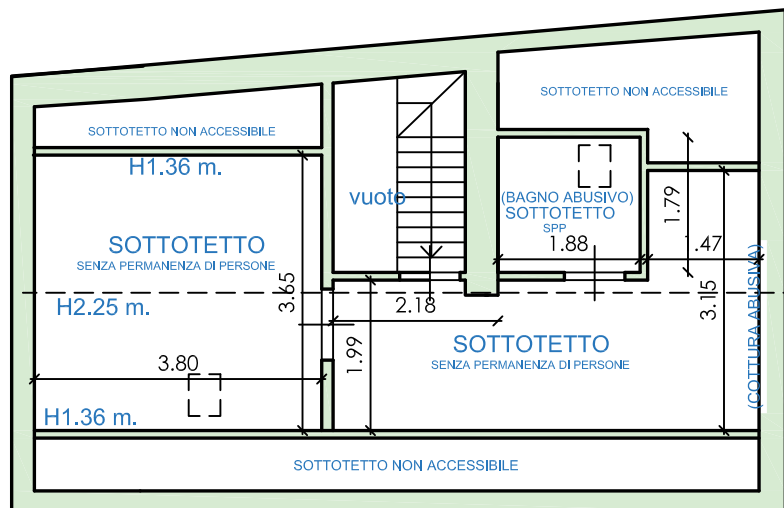 SOTTOTETTO NON ACCESSIBILE
SOTTOTETTO NON ACCESSIBILE
H1.36 m.
vuoto
(BAGNO ABUSIVO)
SOTTOTETTO
SPP
1.88
1.79
1.47
SOTTOTETTO
SENZA PERMANENZA DI PERSONE
3.65
H2.25 m.
2.18
3.15
(COTTURA ABUSIVA)
SOTTOTETTO
SENZA PERMANENZA DI PERSONE
1.99
3.80
H1.36 m.
SOTTOTETTO NON ACCESSIBILE